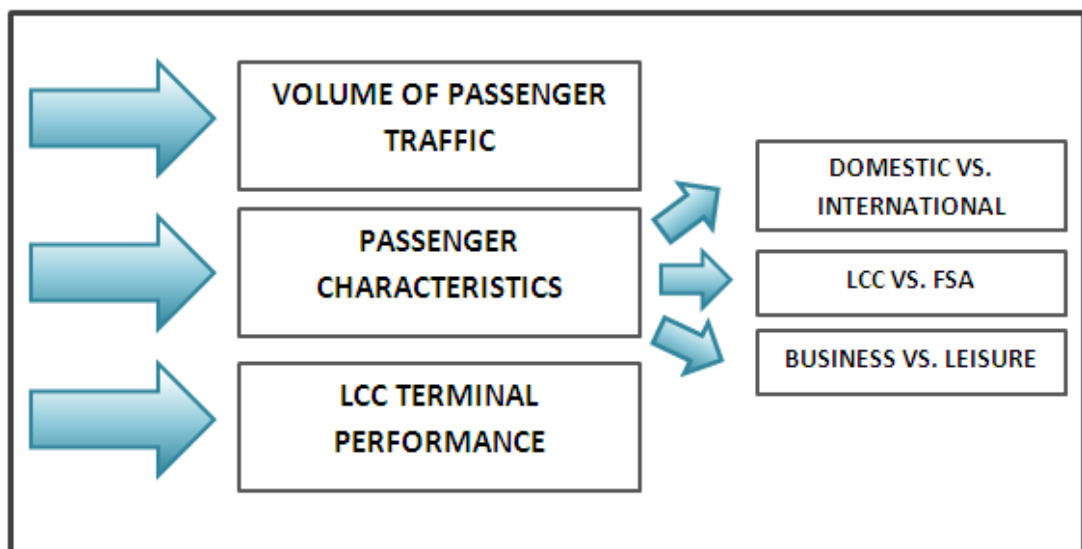 VOLUME OF PASSENGER
TRAFFIC
PASSENGER
CHARACTERISTICS
LCC TERMINAL
PERFORMANCE
DOMESTIC VS.
INTERNATIONAL
LCC VS. FSA
BUSINESS VS. LEISURE